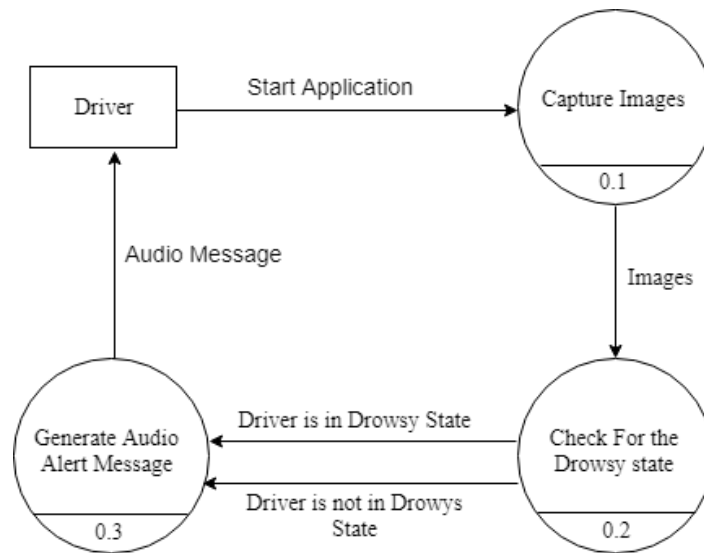 Driver
Start Application
Capture Images
0.1
Audio Message
Images
Generate Audio
Alert Message
0.3
Driver is in Drowsy State
Driver is not in Drowys
State
Check For the
Drowsy state
0.2